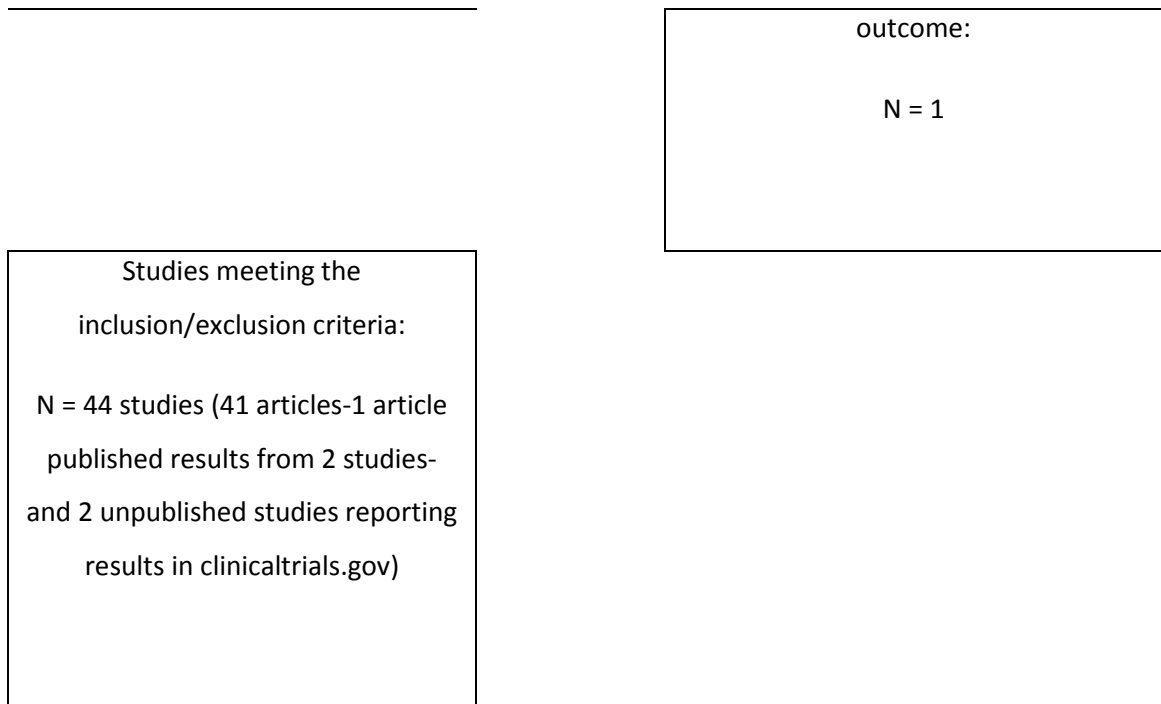 outcome:
N = 1
Studies meeting the
inclusion/exclusion criteria:
N = 44 studies (41 articles-1 article
published results from 2 studies-
and 2 unpublished studies reporting
results in clinicaltrials.gov)